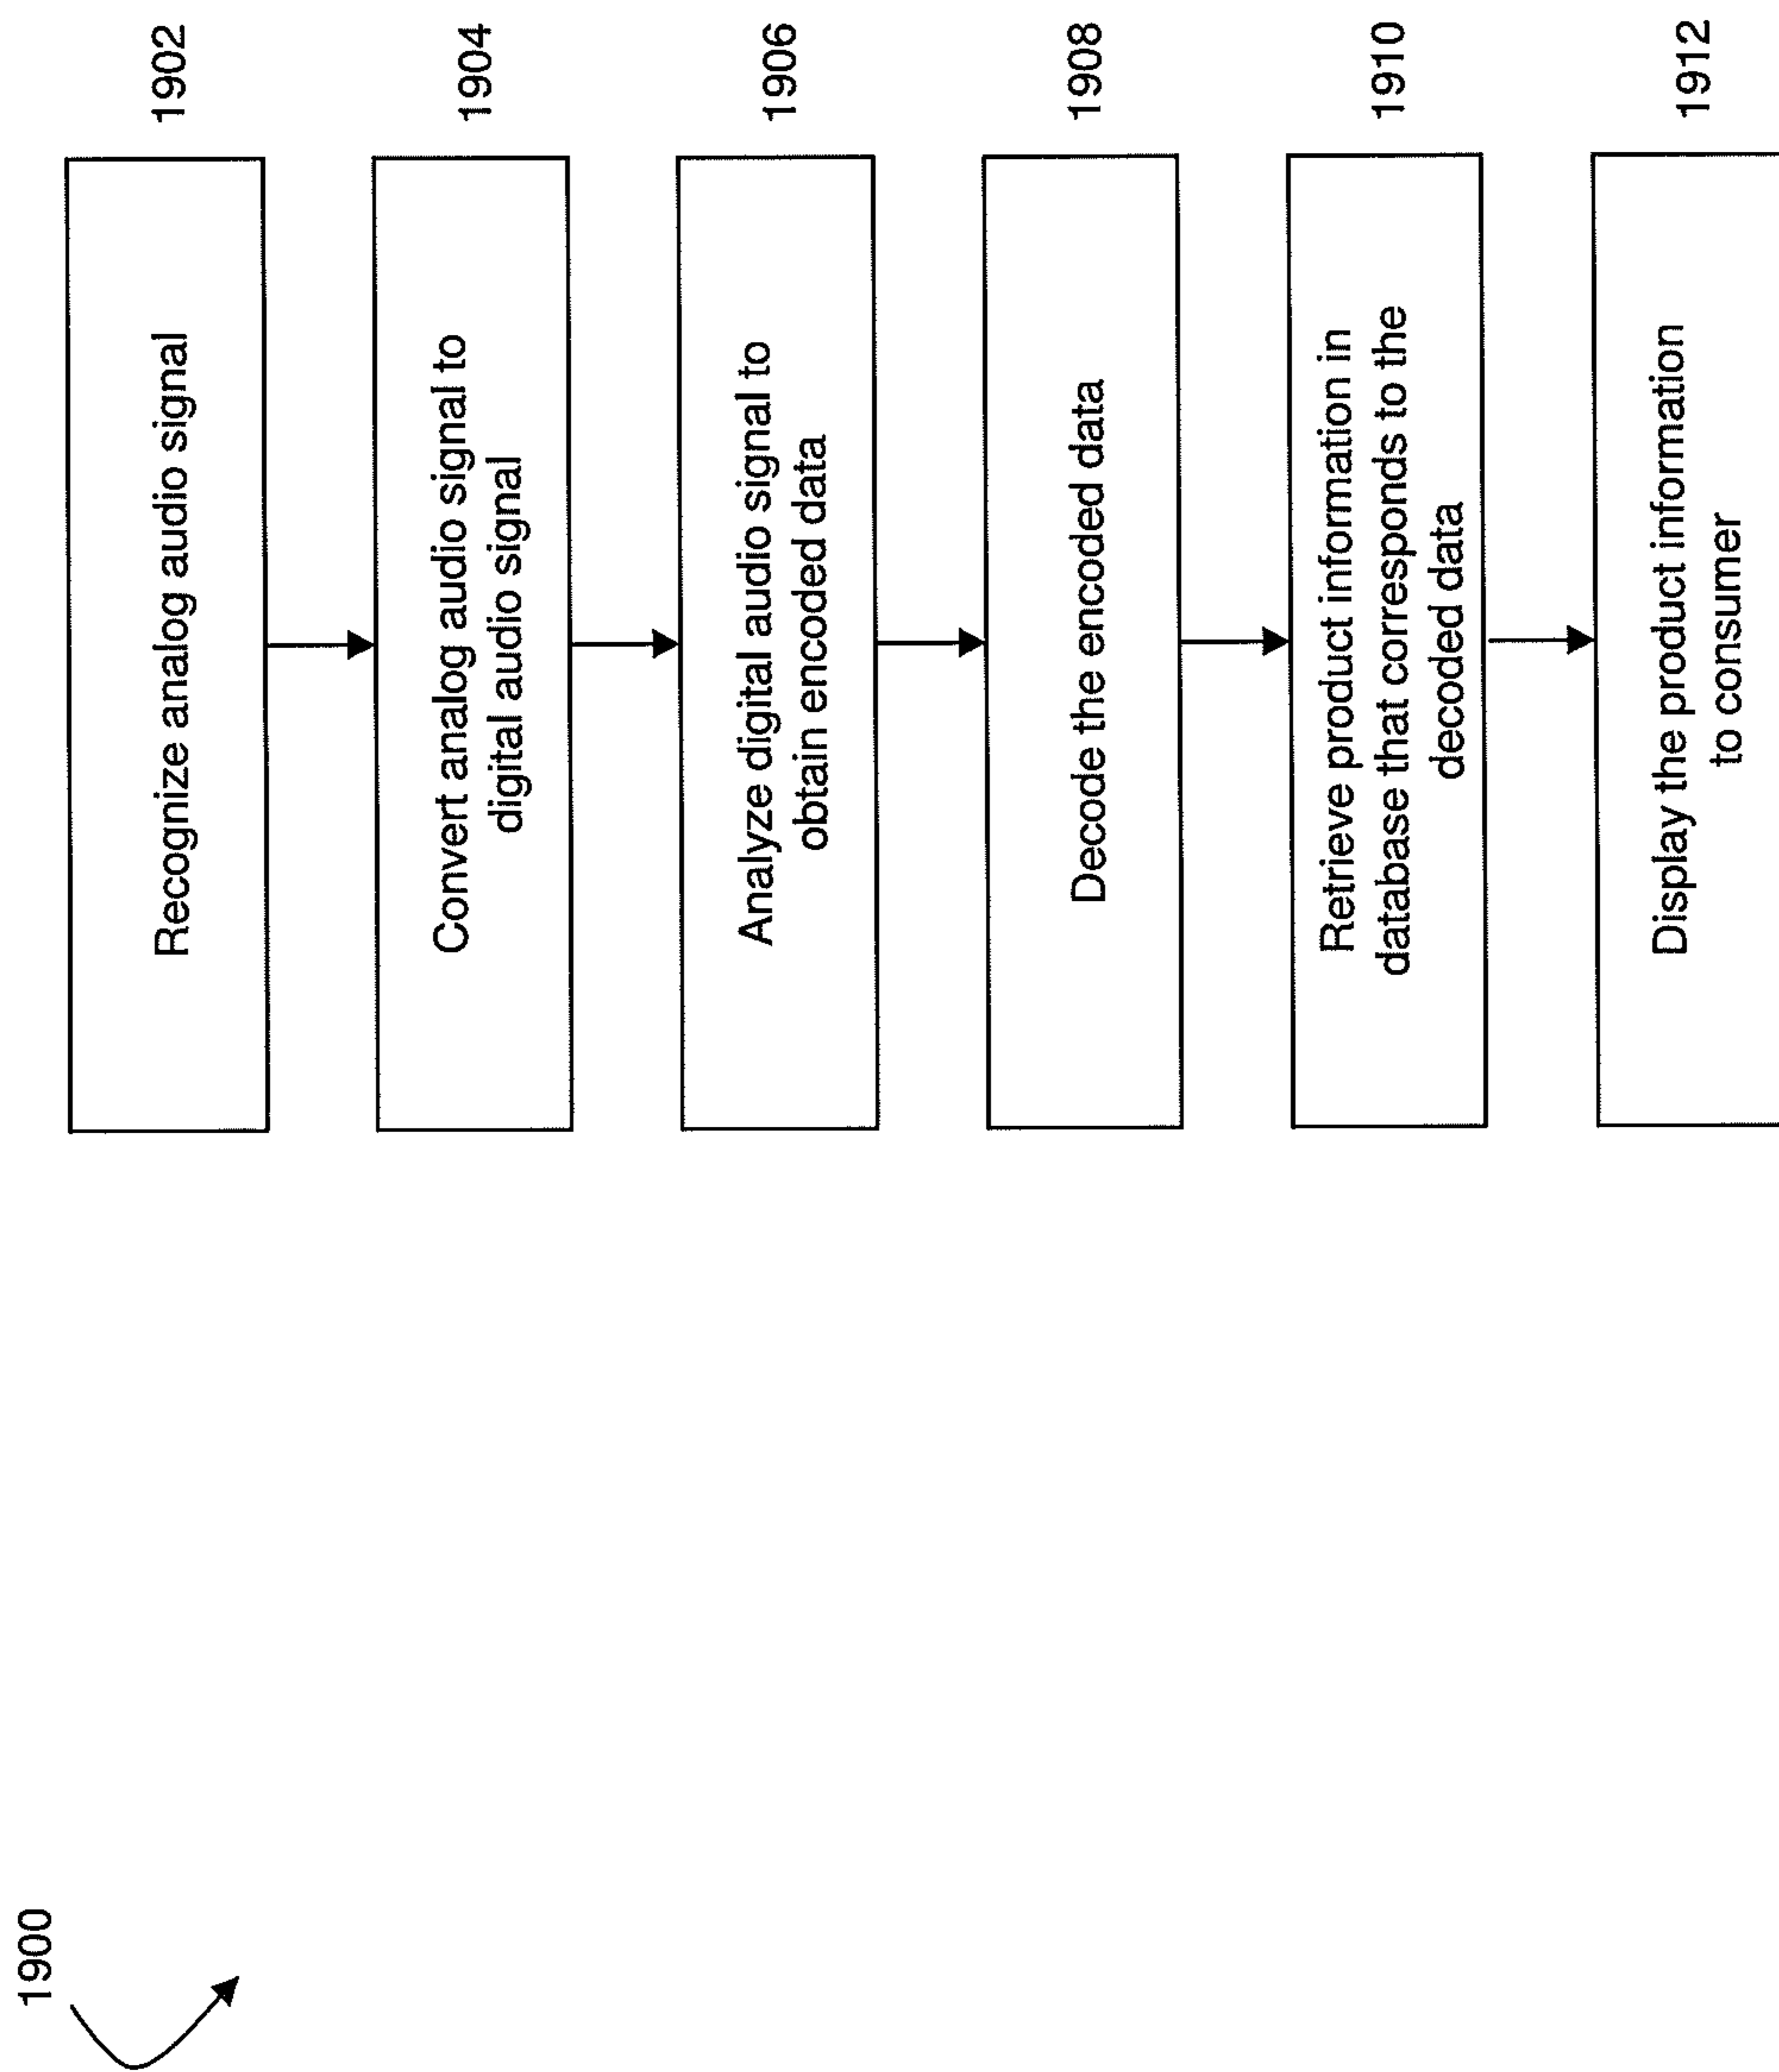 1900
Recognize analog audio signal
1902
Convert analog audio signal to
digital audio signal
1904
Analyze digital audio signal to
obtain encoded data
1906
Decode the encoded data
1908
Retrieve product information in
database that corresponds to the
decoded data
1910
Display the product information
to consumer
1912